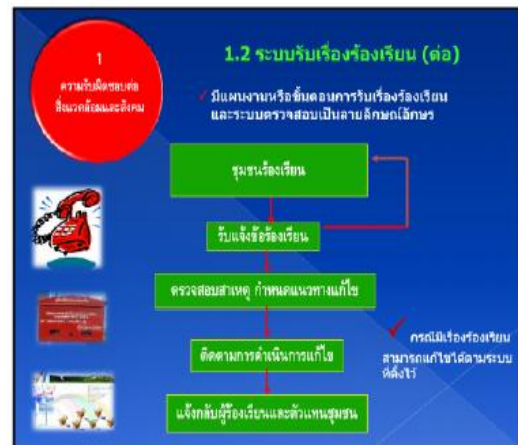 1
ความรับผิดชอบต่อ
สิ่งแวดล้อมและสังคม
1.2 ระบบรับเรื่องร้องเรียน (ต่อ)
✓ มีแผนงานหรือขั้นตอนการรับเรื่องร้องเรียน
และระบบตรวจสอบเป็นลายลักษณ์อักษร
ชุมชนร้องเรียน
รับแจ้งข้อร้องเรียน
ตรวจสอบสาเหตุ กำหนดแนวทางแก้ไข
ติดตามการดำเนินการแก้ไข
แจ้งกลับผู้ร้องเรียนและตัวแทนชุมชน
✓ กรณีมีเรื่องร้องเรียน
สามารถแก้ไขได้ตามระบบ
ที่ตั้งไว้